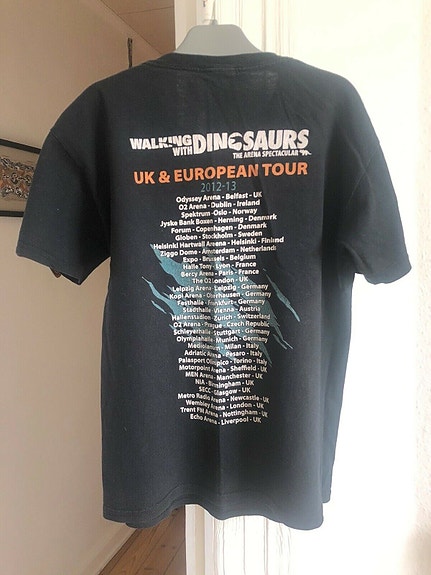 WALKING WITH DINOSAURS
THE ARENA SPECTACULAR
UK & EUROPEAN TOUR
2012-13
Odyssey Arena - Belfast - UK
O2 Arena - Dublin - Ireland
Spektrum - Oslo - Norway
Jyske Bank Boxen - Herning - Denmark
Forum - Copenhagen - Denmark
Globen - Stockholm - Sweden
Helsinki Hartwall Arena - Helsinki - Finland
Ziggo Dome - Amsterdam - Netherlands
Expo - Brussels - Belgium
Halle Tony - Lyon - France
Bercy Arena - Paris - France
The O2 London - UK
Leipzig Arena - Leipzig - Germany
Kopi Arena - Oberhausen - Germany
Festhalle - Frankfurt - Germany
Stadthalle - Vienna - Austria
Hallenstadion - Zurich - Switzerland
O2 Arena - Prague - Czech Republic
Schleyerhalle - Stuttgart - Germany
Olympiahalle - Munich - Germany
Mediolanum - Milan - Italy
Adriatic Arena - Pesaro - Italy
Palasport Olimpico - Torino - Italy
Motorpoint Arena - Sheffield - UK
MEN Arena - Manchester - UK
NIA - Birmingham - UK
SECC - Glasgow - UK
Metro Radio Arena - Newcastle - UK
Wembley Arena - London - UK
Trent FM Arena - Nottingham - UK
Echo Arena - Liverpool - UK